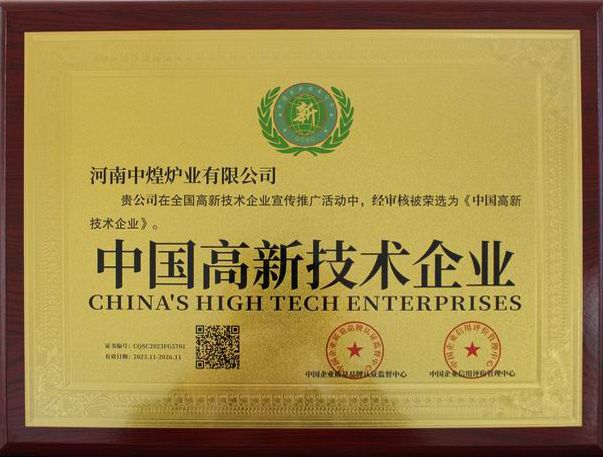 新
河南中煌炉业有限公司
贵公司在全国高新技术企业宣传推广活动中，经审核被荣选为《中国高新
技术企业》。
中国高新技术企业
CHINA'S HIGH TECH ENTERPRISES
证书编号：CQSC2023FG5701
有效日期：2023.11-2026.11
中国企业质量品牌认证监督中心
中国企业信用评价管理中心